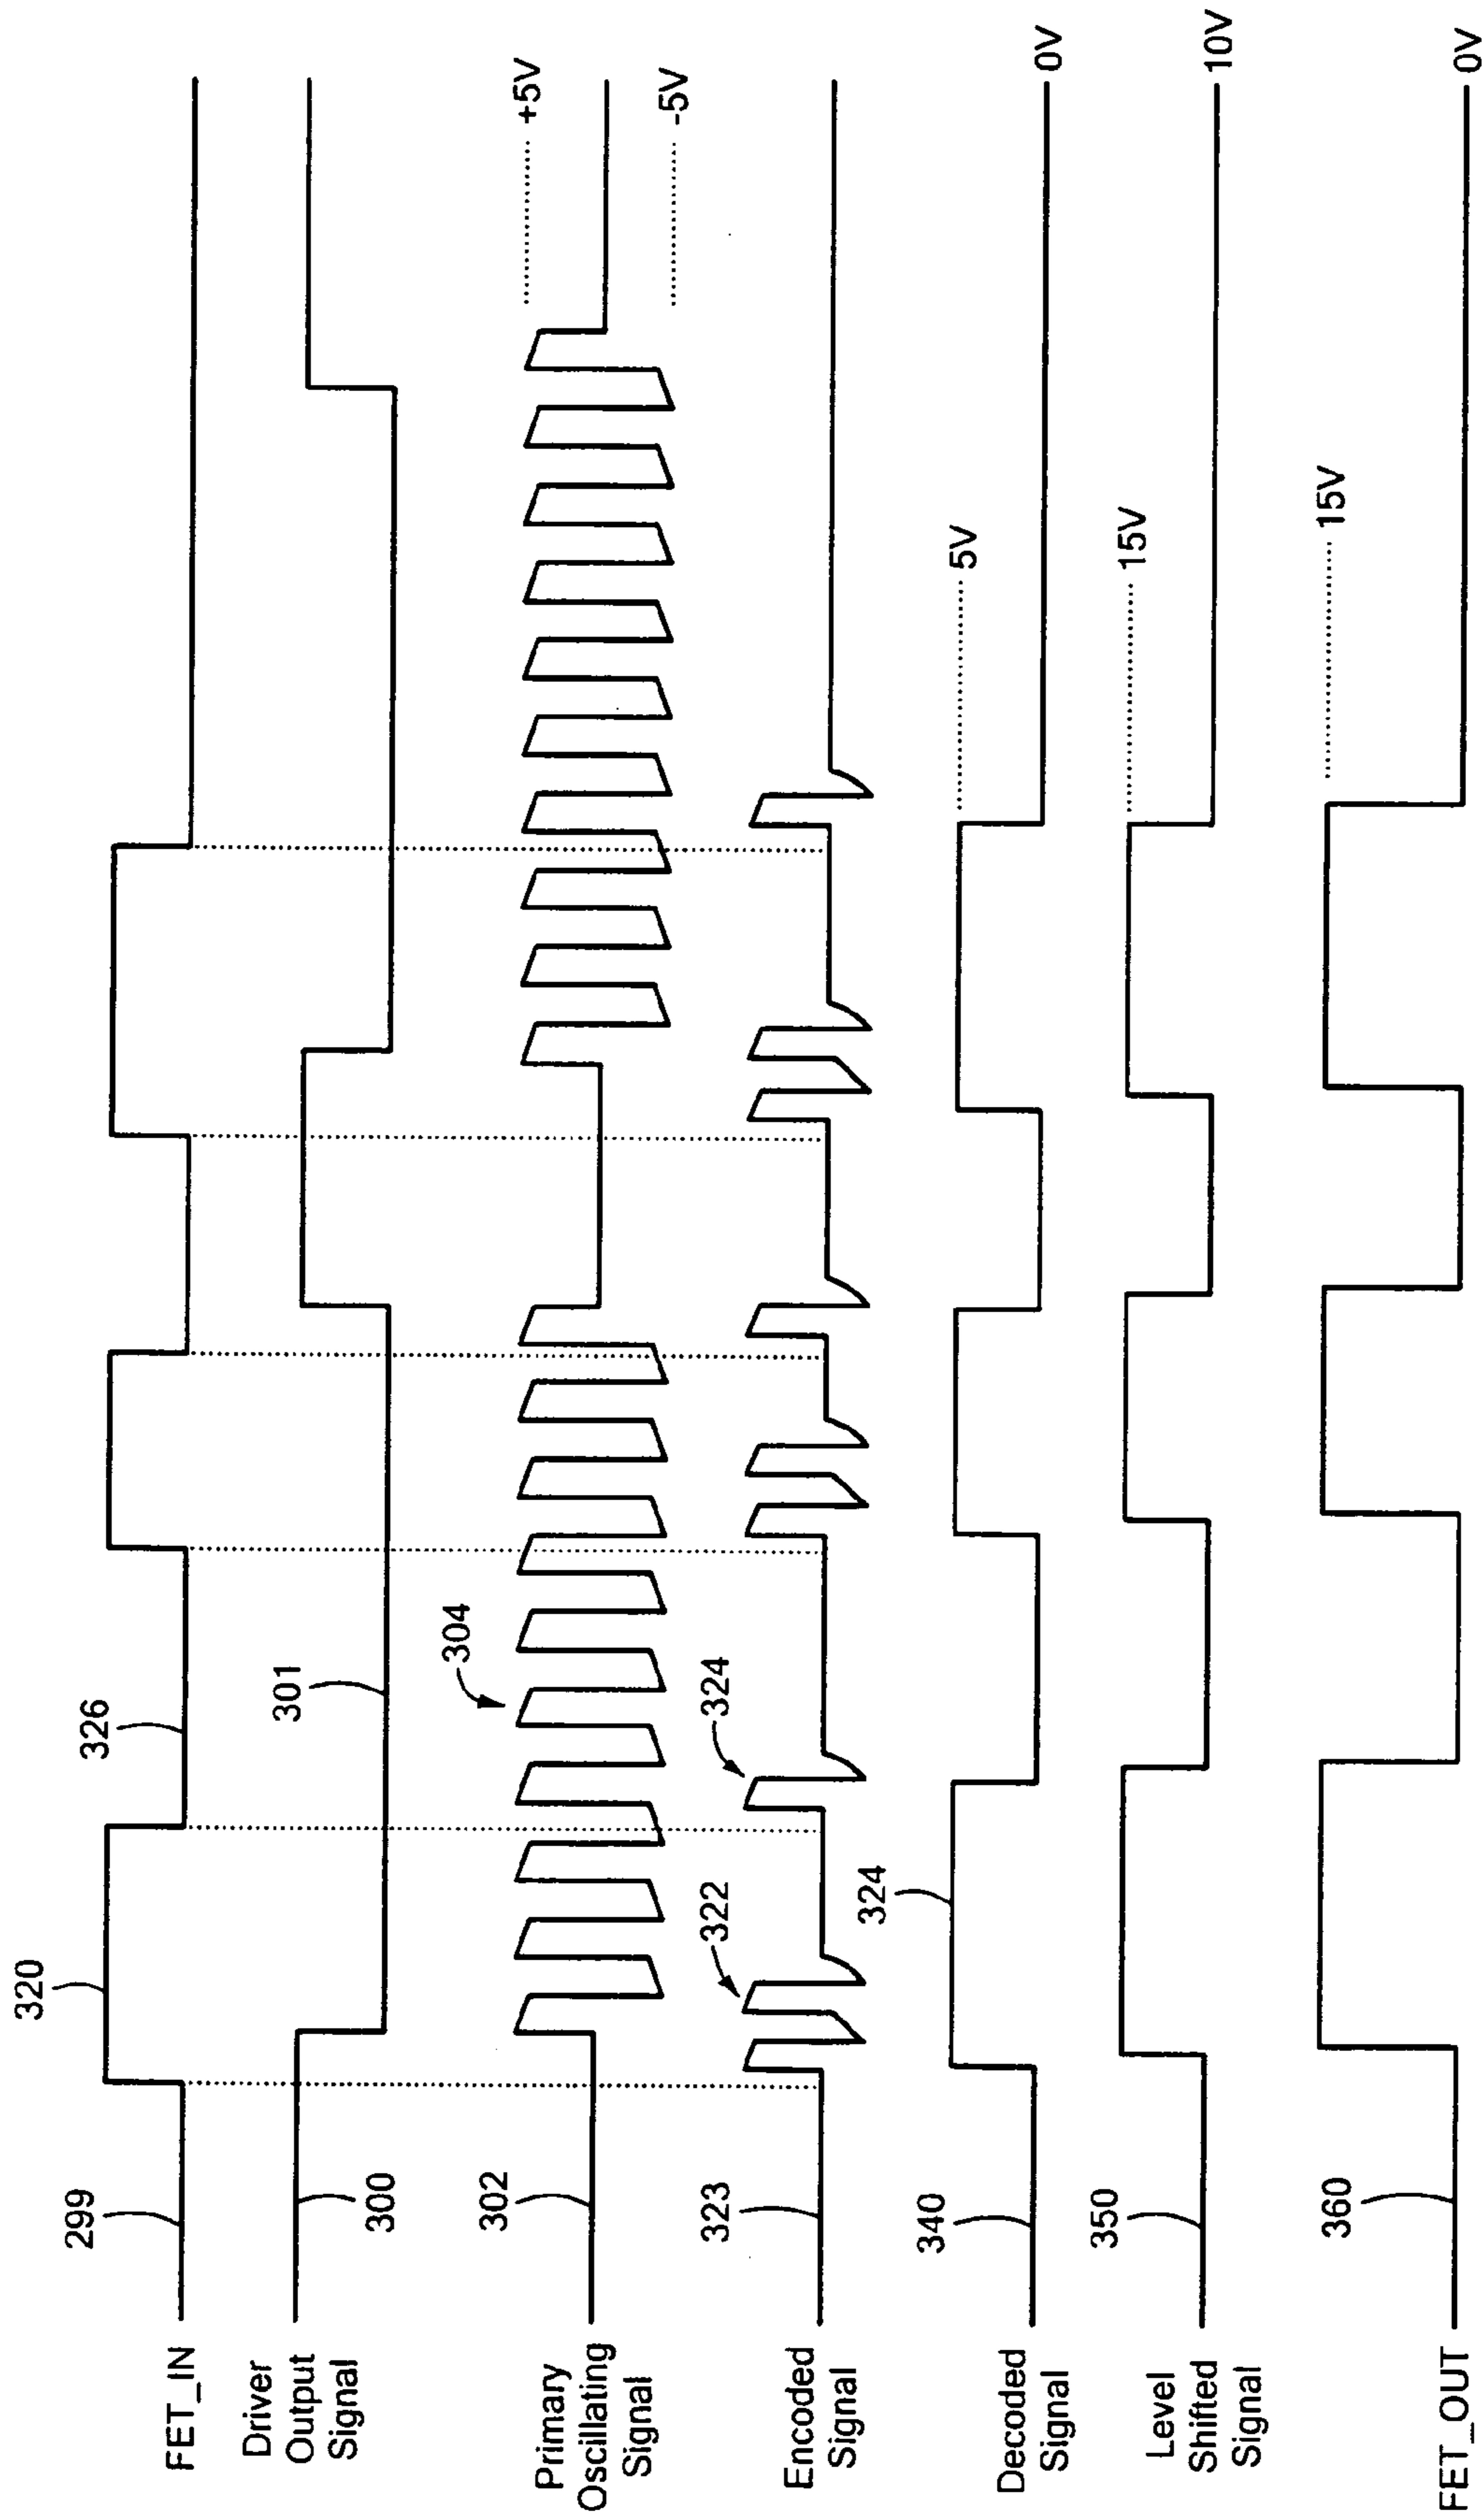 FET_IN
299
320
326
Driver
Output
Signal
300
301
Primary
Oscillating
Signal
302
304
+5V
-5V
Encoded
Signal
323
322
324
Decoded
Signal
340
324
5V
0V
Level
Shifted
Signal
350
15V
10V
FET_OUT
360
15V
0V